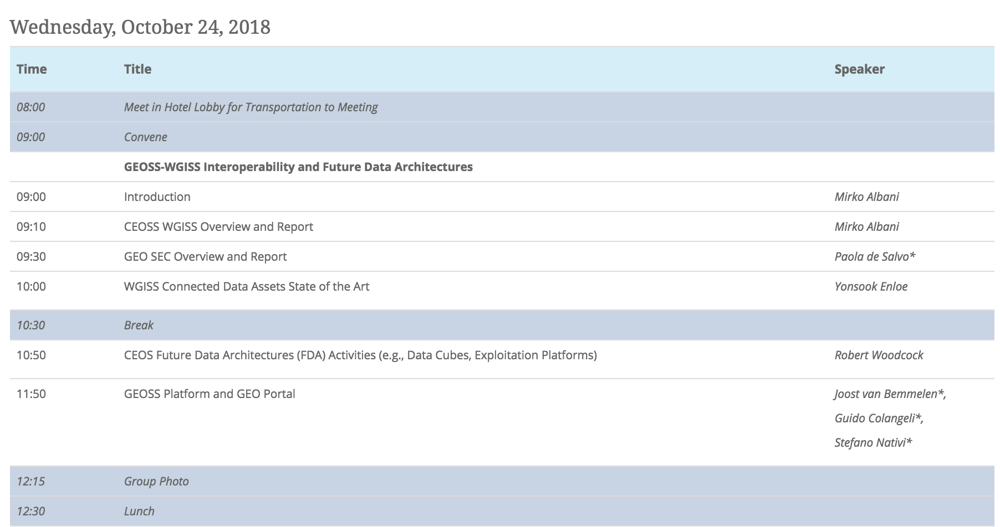 Wednesday, October 24, 2018
Time Title Speaker
08:00 Meet in Hotel Lobby for Transportation to Meeting
09:00 Convene
GEOSS-WGISS Interoperability and Future Data Architectures
09:00 Introduction Mirko Albani
09:10 CEOSS WGISS Overview and Report Mirko Albani
09:30 GEO SEC Overview and Report Paola de Salvo*
10:00 WGISS Connected Data Assets State of the Art Yonsook Enloe
10:30 Break
10:50 CEOS Future Data Architectures (FDA) Activities (e.g., Data Cubes, Exploitation Platforms) Robert Woodcock
11:50 GEOSS Platform and GEO Portal Joost van Bemmelen*,
Guido Colangeli*,
Stefano Nativi*
12:15 Group Photo
12:30 Lunch